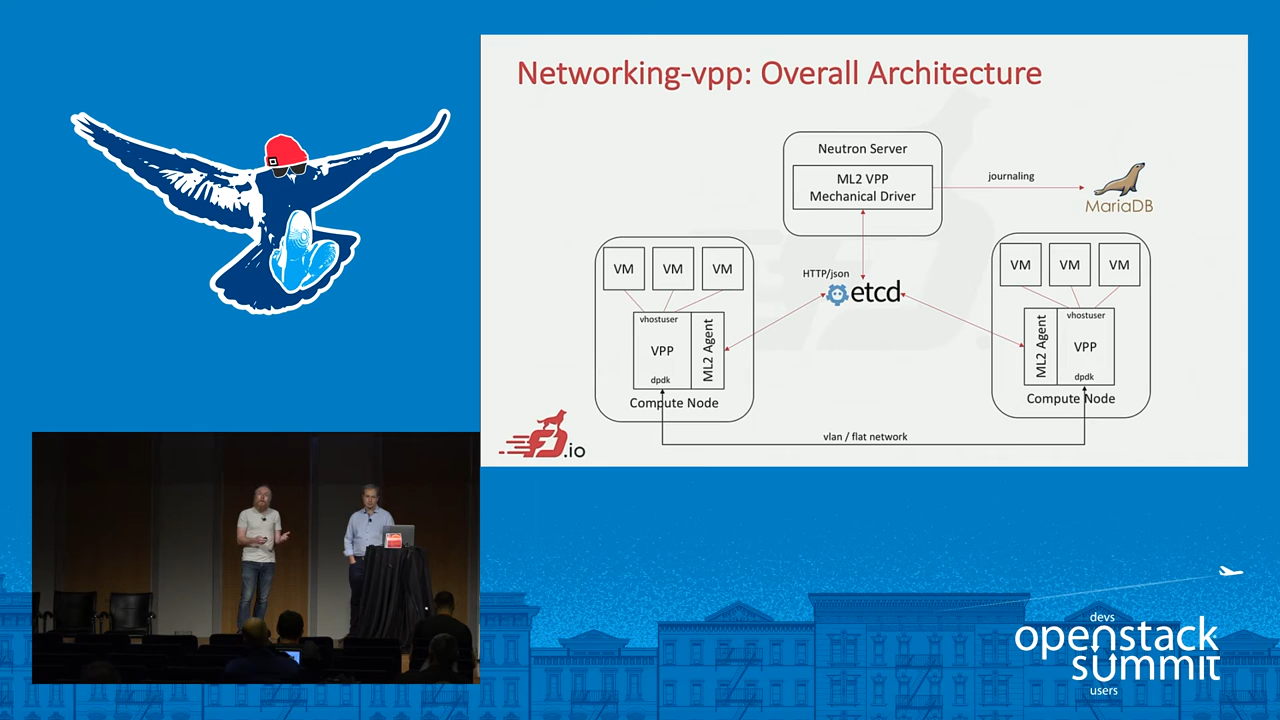 Networking-vpp: Overall Architecture
Neutron Server
ML2 VPP
Mechanical Driver
journaling
MariaDB
VM VM VM
HTTP/json
etcd
VM VM VM
vhostuser
VPP
ML2 Agent
dpdk
Compute Node
vhostuser
ML2 Agent
VPP
dpdk
Compute Node
vlan / flat network
.io
devs
openstack
summit
users